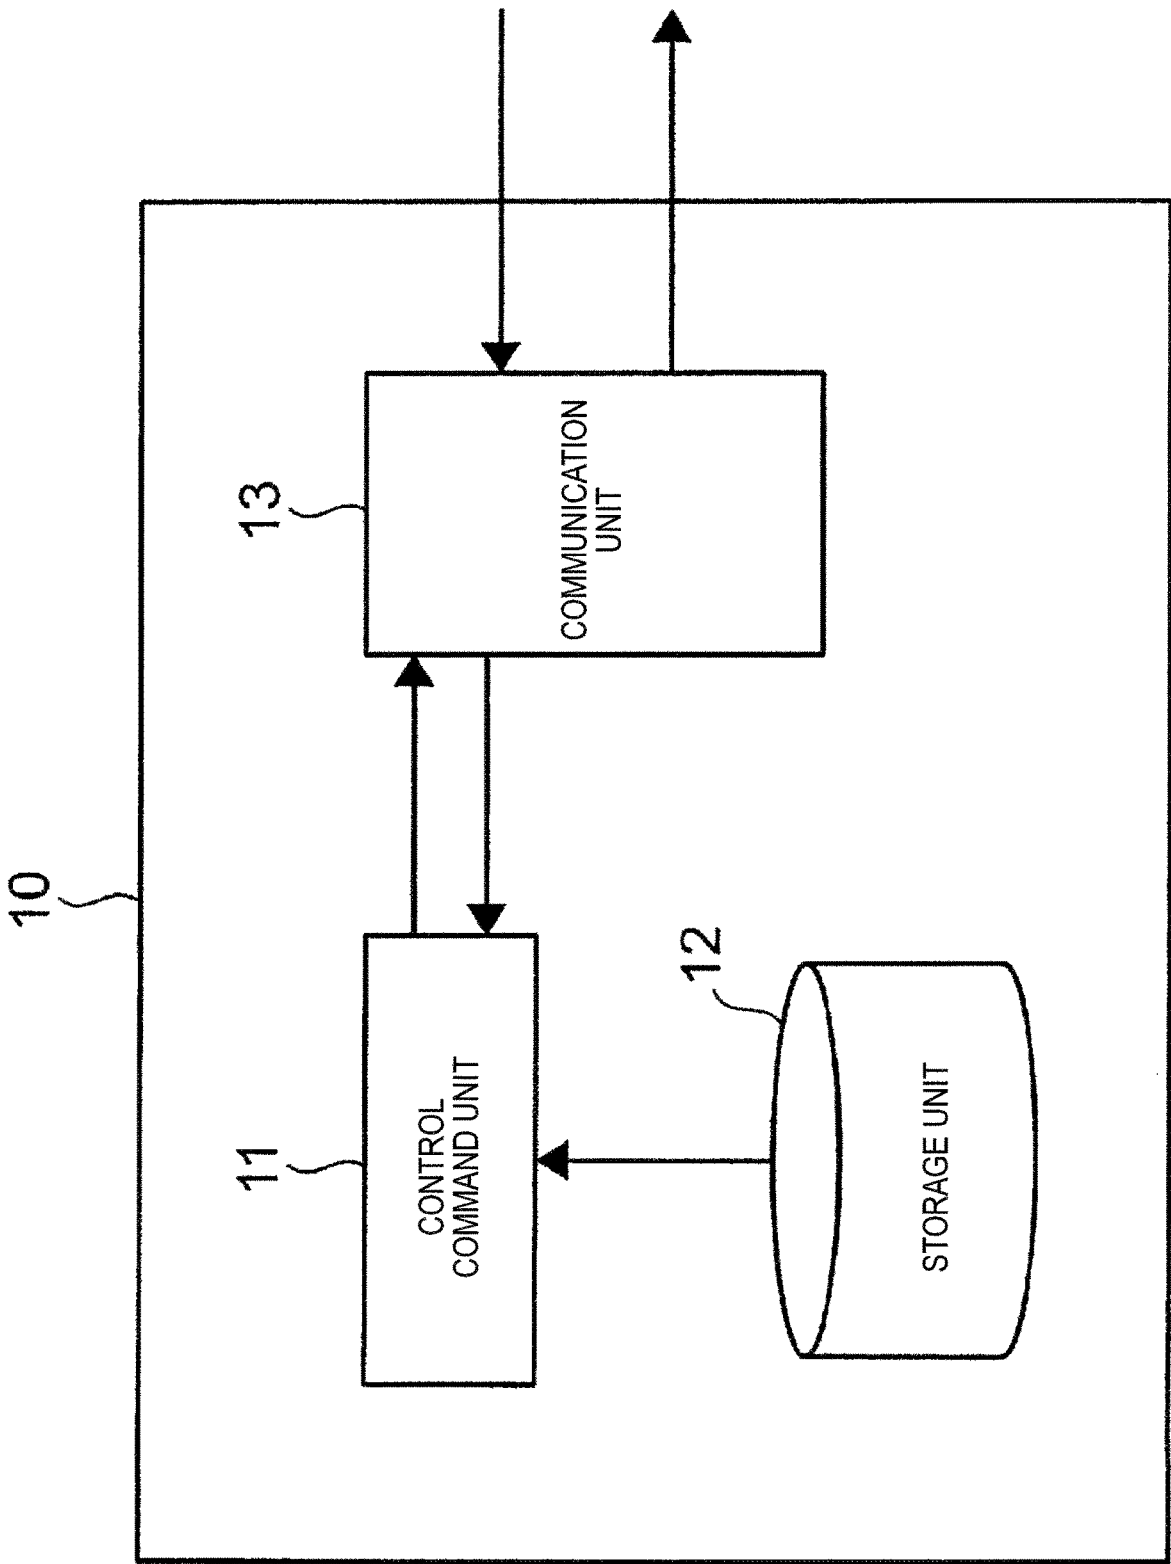 10
11
CONTROL
COMMAND UNIT
13
COMMUNICATION
UNIT
12
STORAGE UNIT